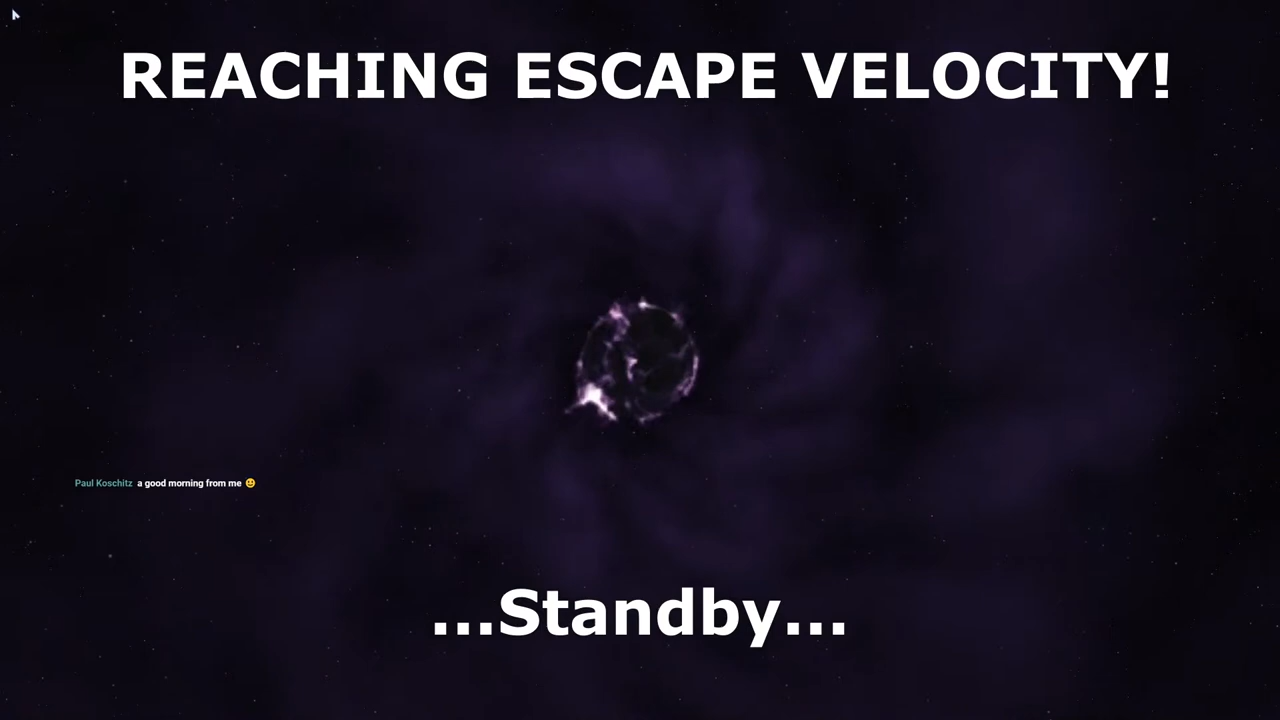 REACHING ESCAPE VELOCITY!
Paul Koschitz a good morning from me 😃
...Standby...